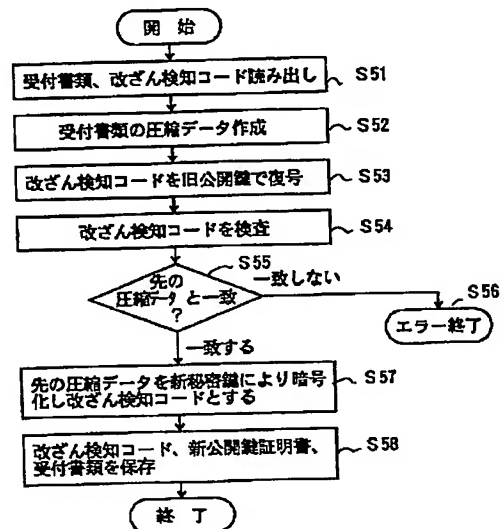 開 始
受付書類、改ざん検知コード読み出し S51
受付書類の圧縮データ作成 S52
改ざん検知コードを旧公開鍵で復号 S53
改ざん検知コードを検査 S54
S55
先の
圧縮データ と一致
?
一致しない
S56
エラー終了
一致する
先の圧縮データを新秘密鍵により暗号 S57
化し改ざん検知コードとする
改ざん検知コード、新公開鍵証明書、 S58
受付書類を保存
終 了